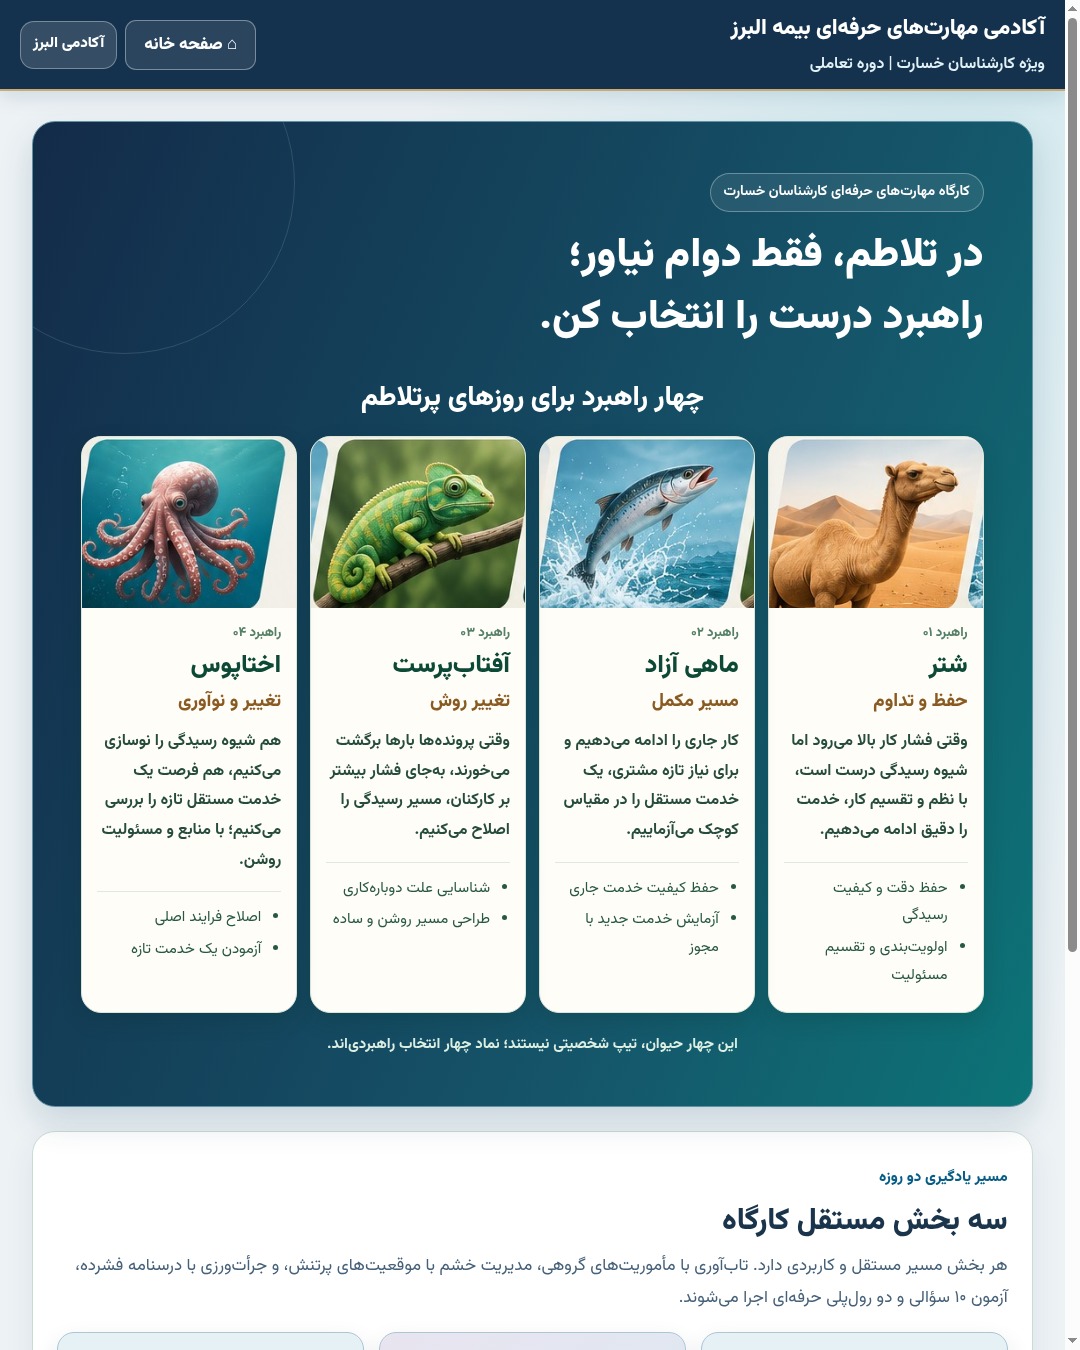 آکادمی مهارت‌های حرفه‌ای بیمه البرز
ویژه کارشناسان خسارت | دوره تعاملی
⌂ صفحه خانه
آکادمی البرز
کارگاه مهارت‌های حرفه‌ای کارشناسان خسارت
در تلاطم، فقط دوام نیاور؛
راهبرد درست را انتخاب کن.
چهار راهبرد برای روزهای پرتلاطم
راهبرد ۰۱
شتر
حفظ و تداوم
وقتی فشار کار بالا می‌رود اما
شیوه رسیدگی درست است،
با نظم و تقسیم کار، خدمت
را دقیق ادامه می‌دهیم.
• حفظ دقت و کیفیت
رسیدگی
• اولویت‌بندی و تقسیم
مسئولیت
راهبرد ۰۲
ماهی آزاد
مسیر مکمل
کار جاری را ادامه می‌دهیم و
برای نیاز تازه مشتری، یک
خدمت مستقل را در مقیاس
کوچک می‌آزماییم.
• حفظ کیفیت خدمت جاری
• آزمایش خدمت جدید با
مجوز
راهبرد ۰۳
آفتاب‌پرست
تغییر روش
وقتی پرونده‌ها بارها برگشت
می‌خورند، به‌جای فشار بیشتر
بر کارکنان، مسیر رسیدگی را
اصلاح می‌کنیم.
• شناسایی علت دوباره‌کاری
• طراحی مسیر روشن و ساده
راهبرد ۰۴
اختاپوس
تغییر و نوآوری
هم شیوه رسیدگی را نوسازی
می‌کنیم، هم فرصت یک
خدمت مستقل تازه را بررسی
می‌کنیم؛ با منابع و مسئولیت
روشن.
• اصلاح فرایند اصلی
• آزمودن یک خدمت تازه
این چهار حیوان، تیپ شخصیتی نیستند؛ نماد چهار انتخاب راهبردی‌اند.
مسیر یادگیری دو روزه
سه بخش مستقل کارگاه
هر بخش مسیر مستقل و کاربردی دارد. تاب‌آوری با مأموریت‌های گروهی، مدیریت خشم با موقعیت‌های پرتنش، و جرأت‌ورزی با درسنامه فشرده،
آزمون ۱۰ سؤالی و دو رول‌پلی حرفه‌ای اجرا می‌شوند.